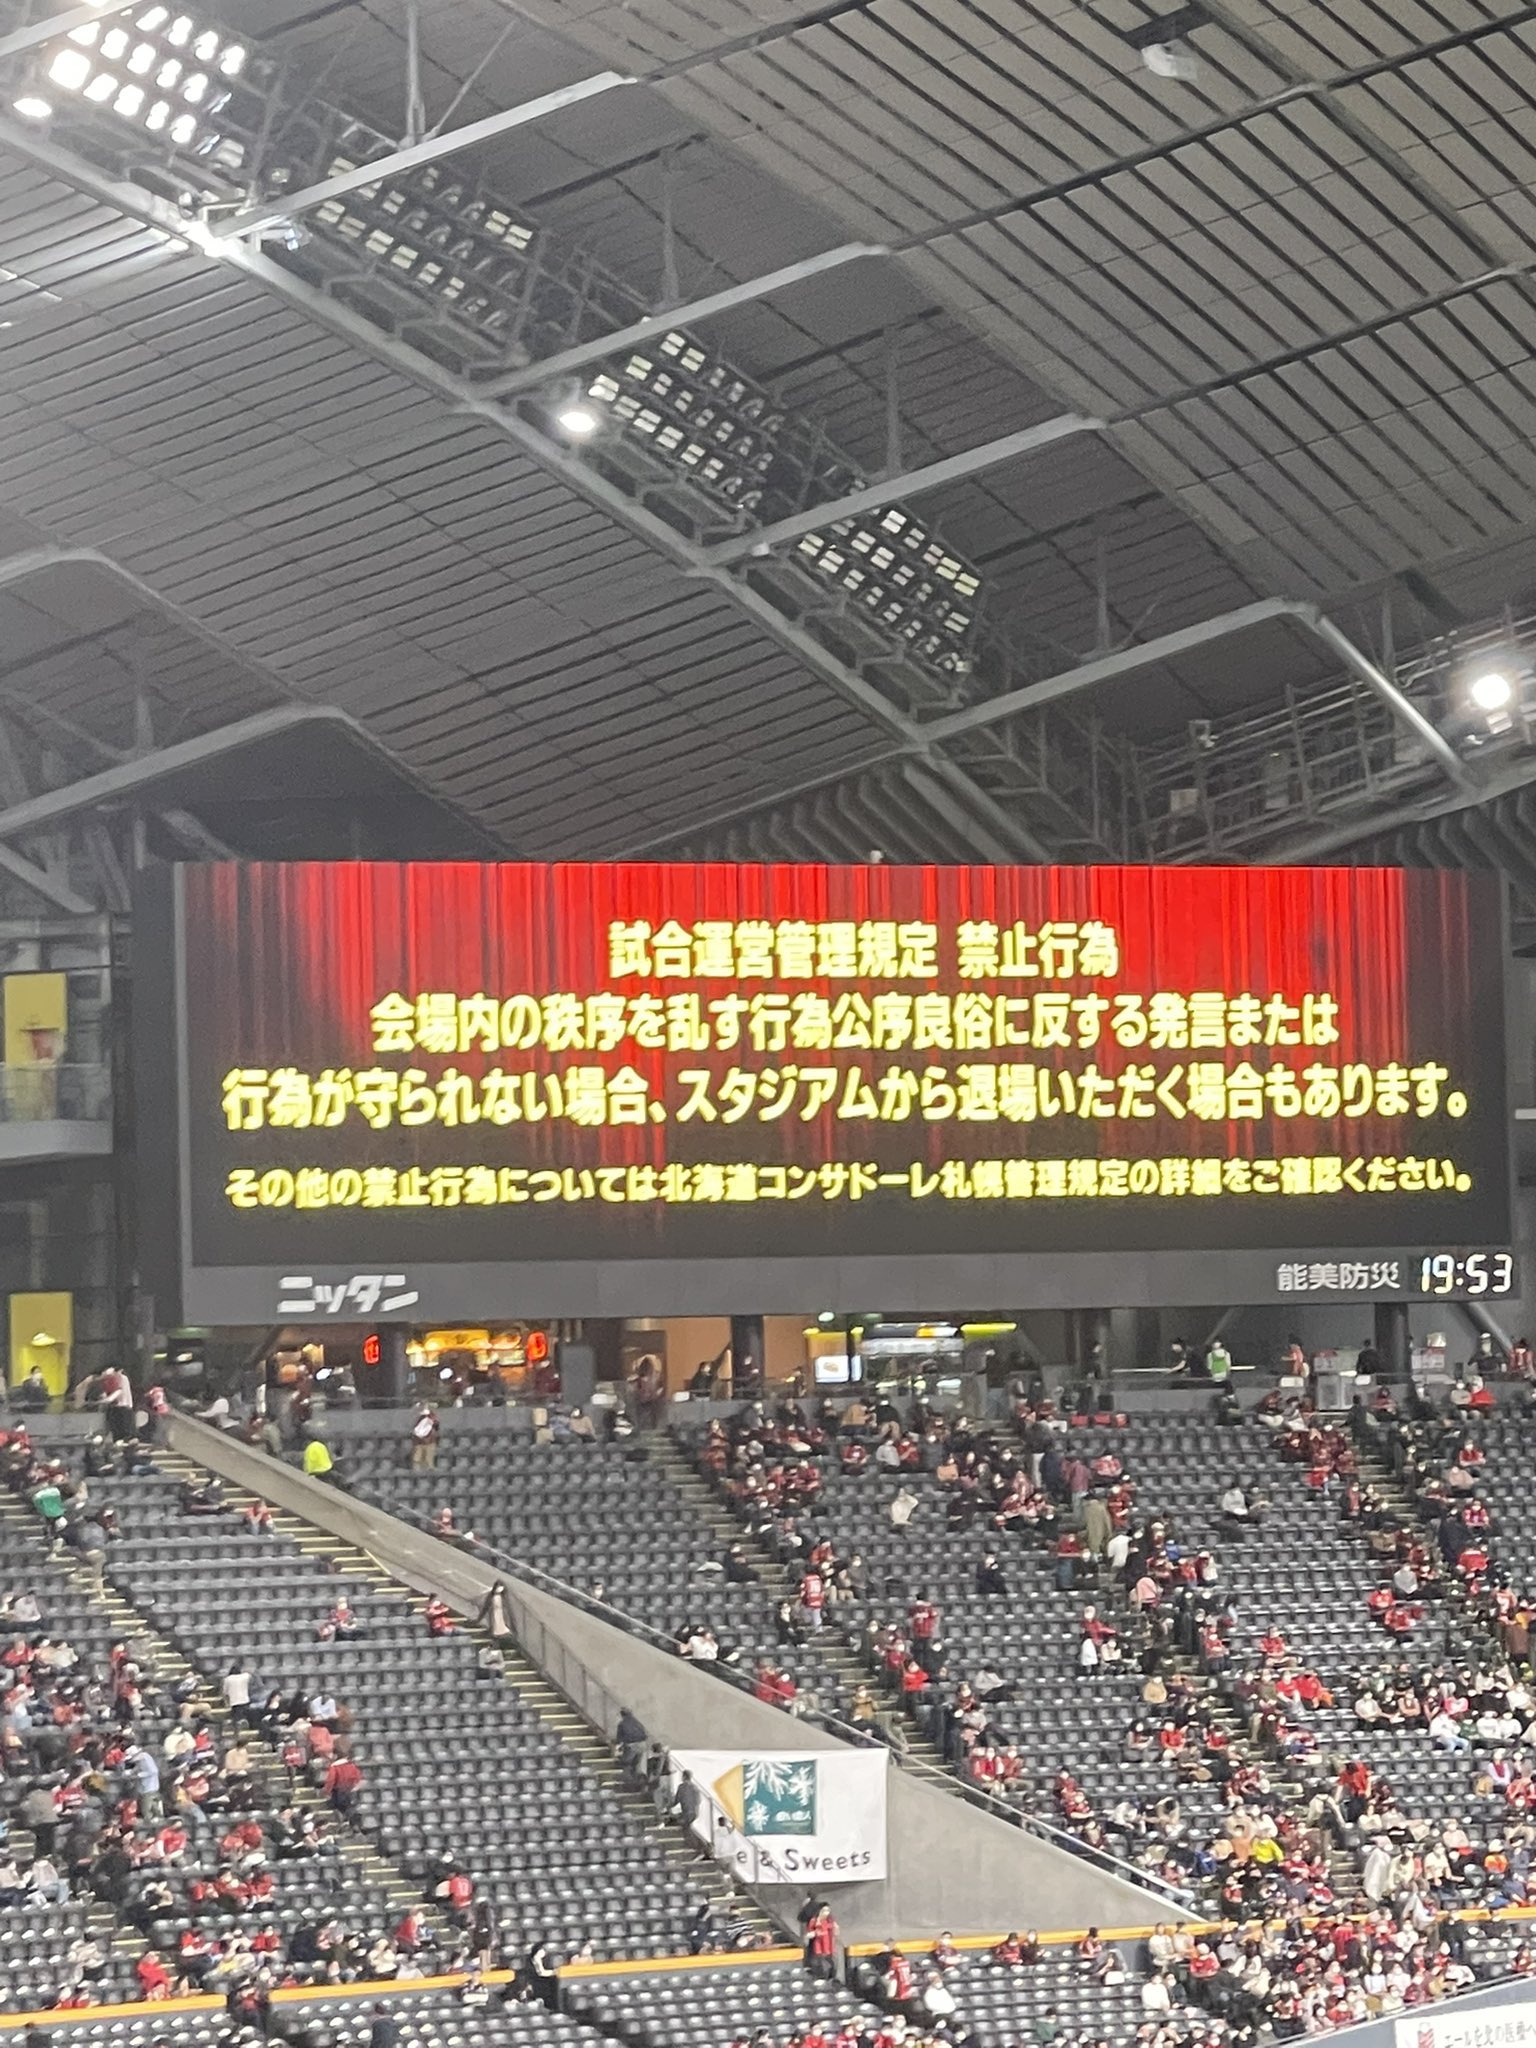 試合運営管理規定 禁止行為
会場内の秩序を乱す行為公序良俗に反する発言または
行為が守られない場合、スタジアムから退場いただく場合もあります。
その他の禁止行為については北海道コンサドーレ札幌管理規定の詳細をご確認ください。
ニッタン
能美防災 19:53
e & Sweets